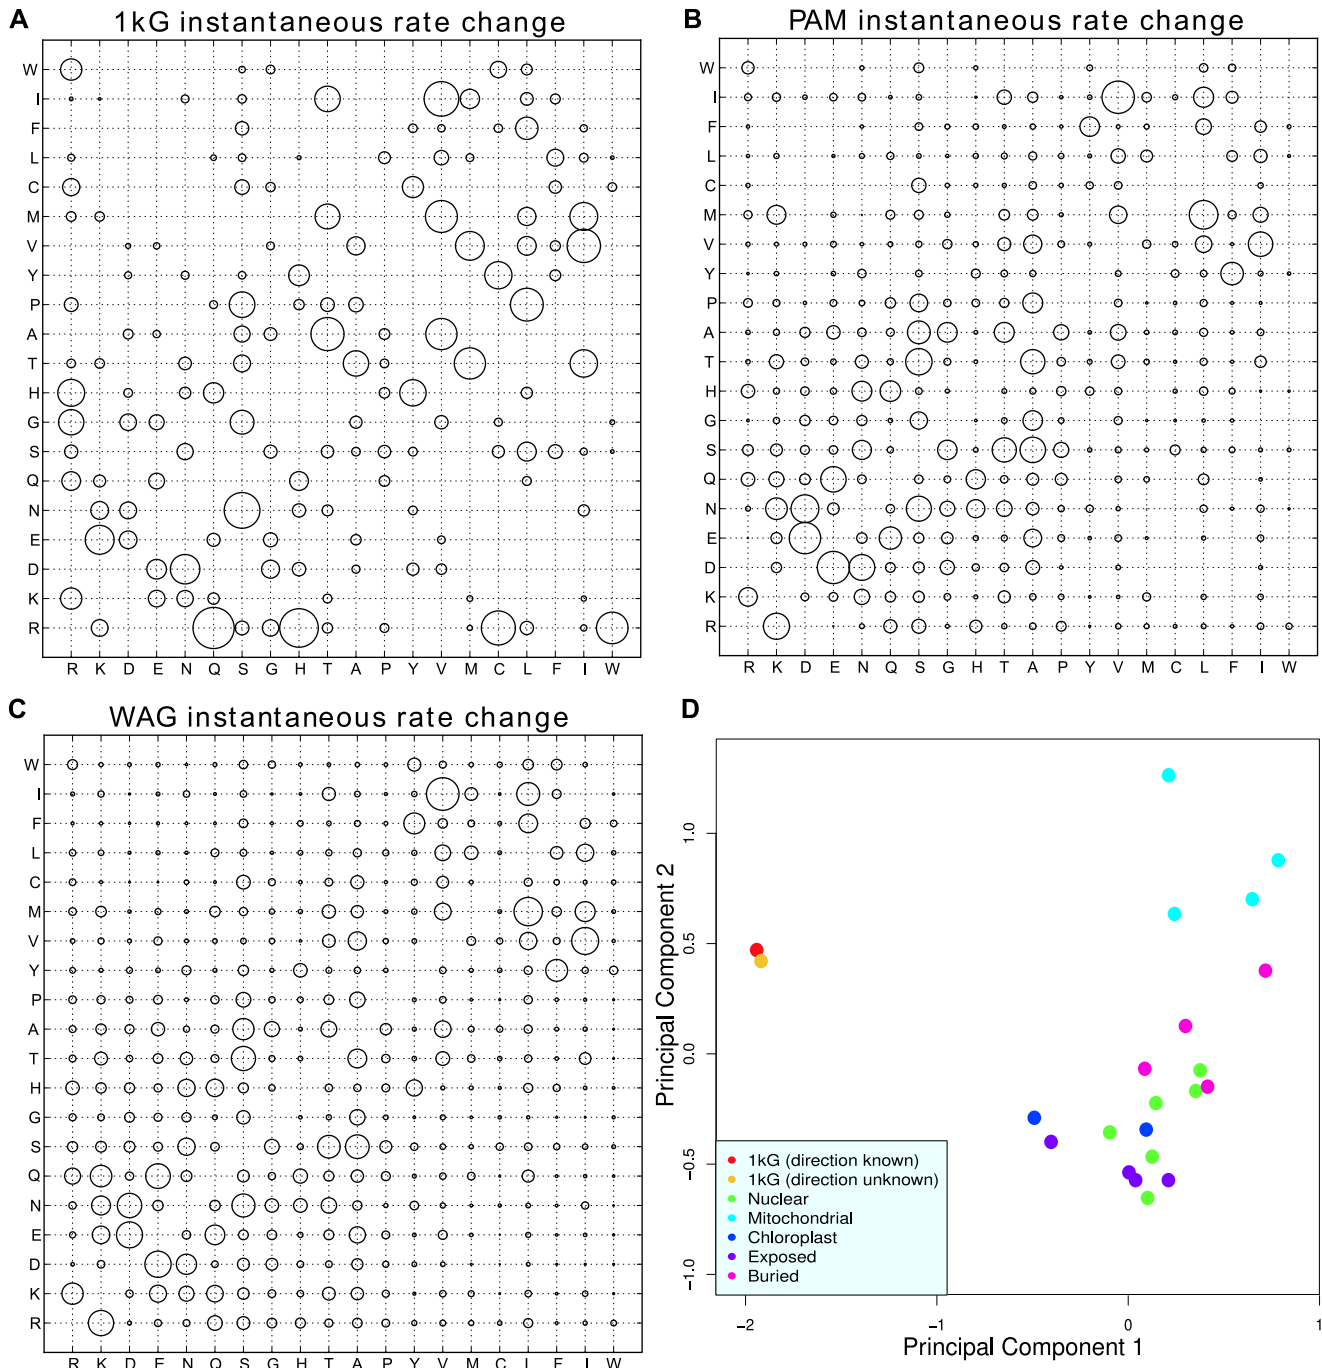 A
1kG instantaneous rate change
W
I
F
L
C
M
V
Y
P
A
T
H
G
S
Q
N
E
D
K
R
R K D E N Q S G H T A P Y V M C L F I W
B
PAM instantaneous rate change
W
I
F
L
C
M
V
Y
P
A
T
H
G
S
Q
N
E
D
K
R
R K D E N Q S G H T A P Y V M C L F I W
C
WAG instantaneous rate change
W
I
F
L
C
M
V
Y
P
A
T
H
G
S
Q
N
E
D
K
R
R K D E N Q S G H T A P Y V M C L F I W
D
Principal Component 2
1.0
0.5
0.0
−0.5
−1.0
1kG (direction known)
1kG (direction unknown)
Nuclear
Mitochondrial
Chloroplast
Exposed
Buried
−2 −1 0 1
Principal Component 1